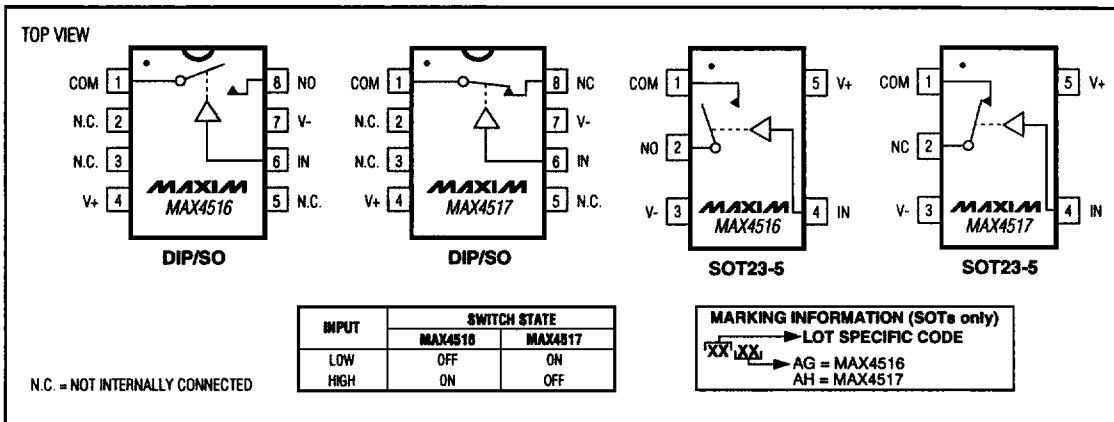 TOP VIEW
COM 1
N.C. 2
N.C. 3
V+ 4
8 NO
7 V-
6 IN
5 N.C.
MAXIM
MAX4516
DIP/SO
COM 1
N.C. 2
N.C. 3
V+ 4
8 NC
7 V-
6 IN
5 N.C.
MAXIM
MAX4517
DIP/SO
COM 1
NO 2
V- 3
5 V+
4 IN
MAXIM
MAX4516
SOT23-5
COM 1
NC 2
V- 3
5 V+
4 IN
MAXIM
MAX4517
SOT23-5
INPUT SWITCH STATE
MAX4516 MAX4517
LOW OFF ON
HIGH ON OFF
N.C. = NOT INTERNALLY CONNECTED
MARKING INFORMATION (SOTs only)
LOT SPECIFIC CODE
XX XX
AG = MAX4516
AH = MAX4517